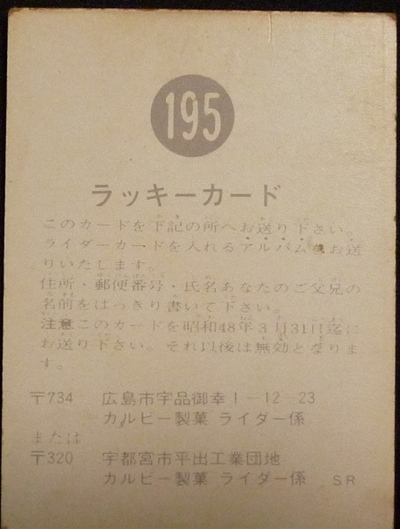 195
ラッキーカード
このカードを下記の所へお送り下さい。
ライダーカードを入れるアルバムをお送
りいたします。
住所・郵便番号・氏名あなたのご父兄の
名前をはっきり書いて下さい。
注意このカードを昭和48年3月31日迄に
お送り下さい。それ以後は無効となりま
す。
〒734 広島市宇品御幸1-12-23
カルビー製菓 ライダー係
または
〒320 宇都宮市平出工業団地
カルビー製菓 ライダー係 SR